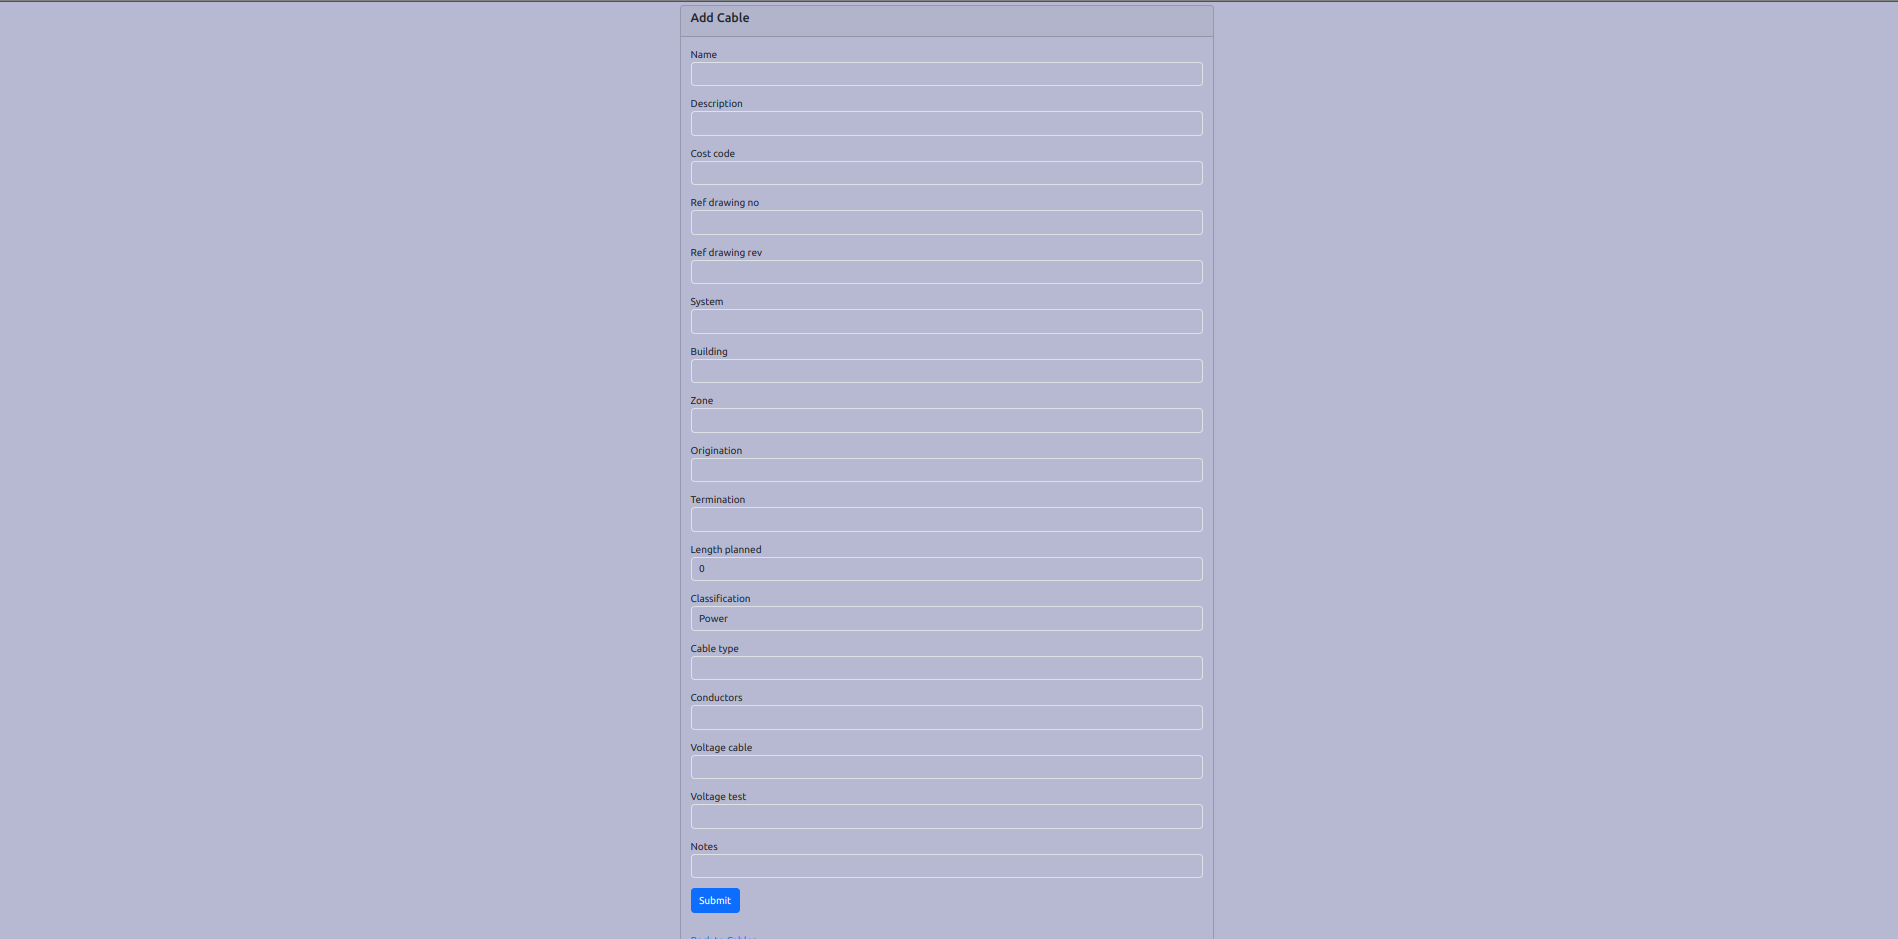 Add Cable
Name
Description
Cost code
Ref drawing no
Ref drawing rev
System
Building
Zone
Origination
Termination
Length planned
0
Classification
Power
Cable type
Conductors
Voltage cable
Voltage test
Notes
Submit